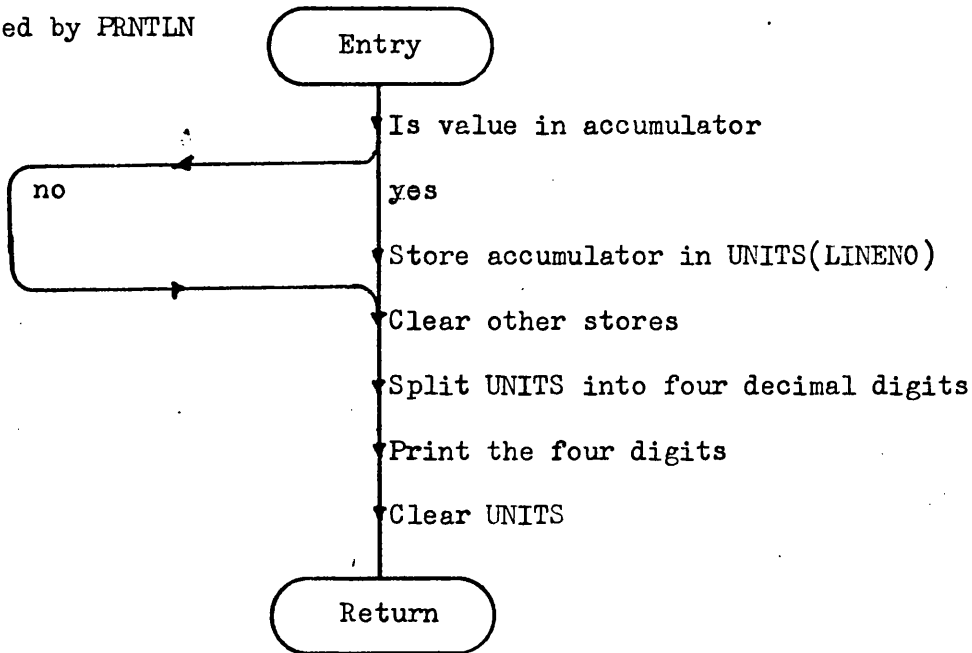 ed by PRNTLN
Entry
Is value in accumulator
no
yes
Store accumulator in UNITS(LINENO)
Clear other stores
Split UNITS into four decimal digits
Print the four digits
Clear UNITS
Return